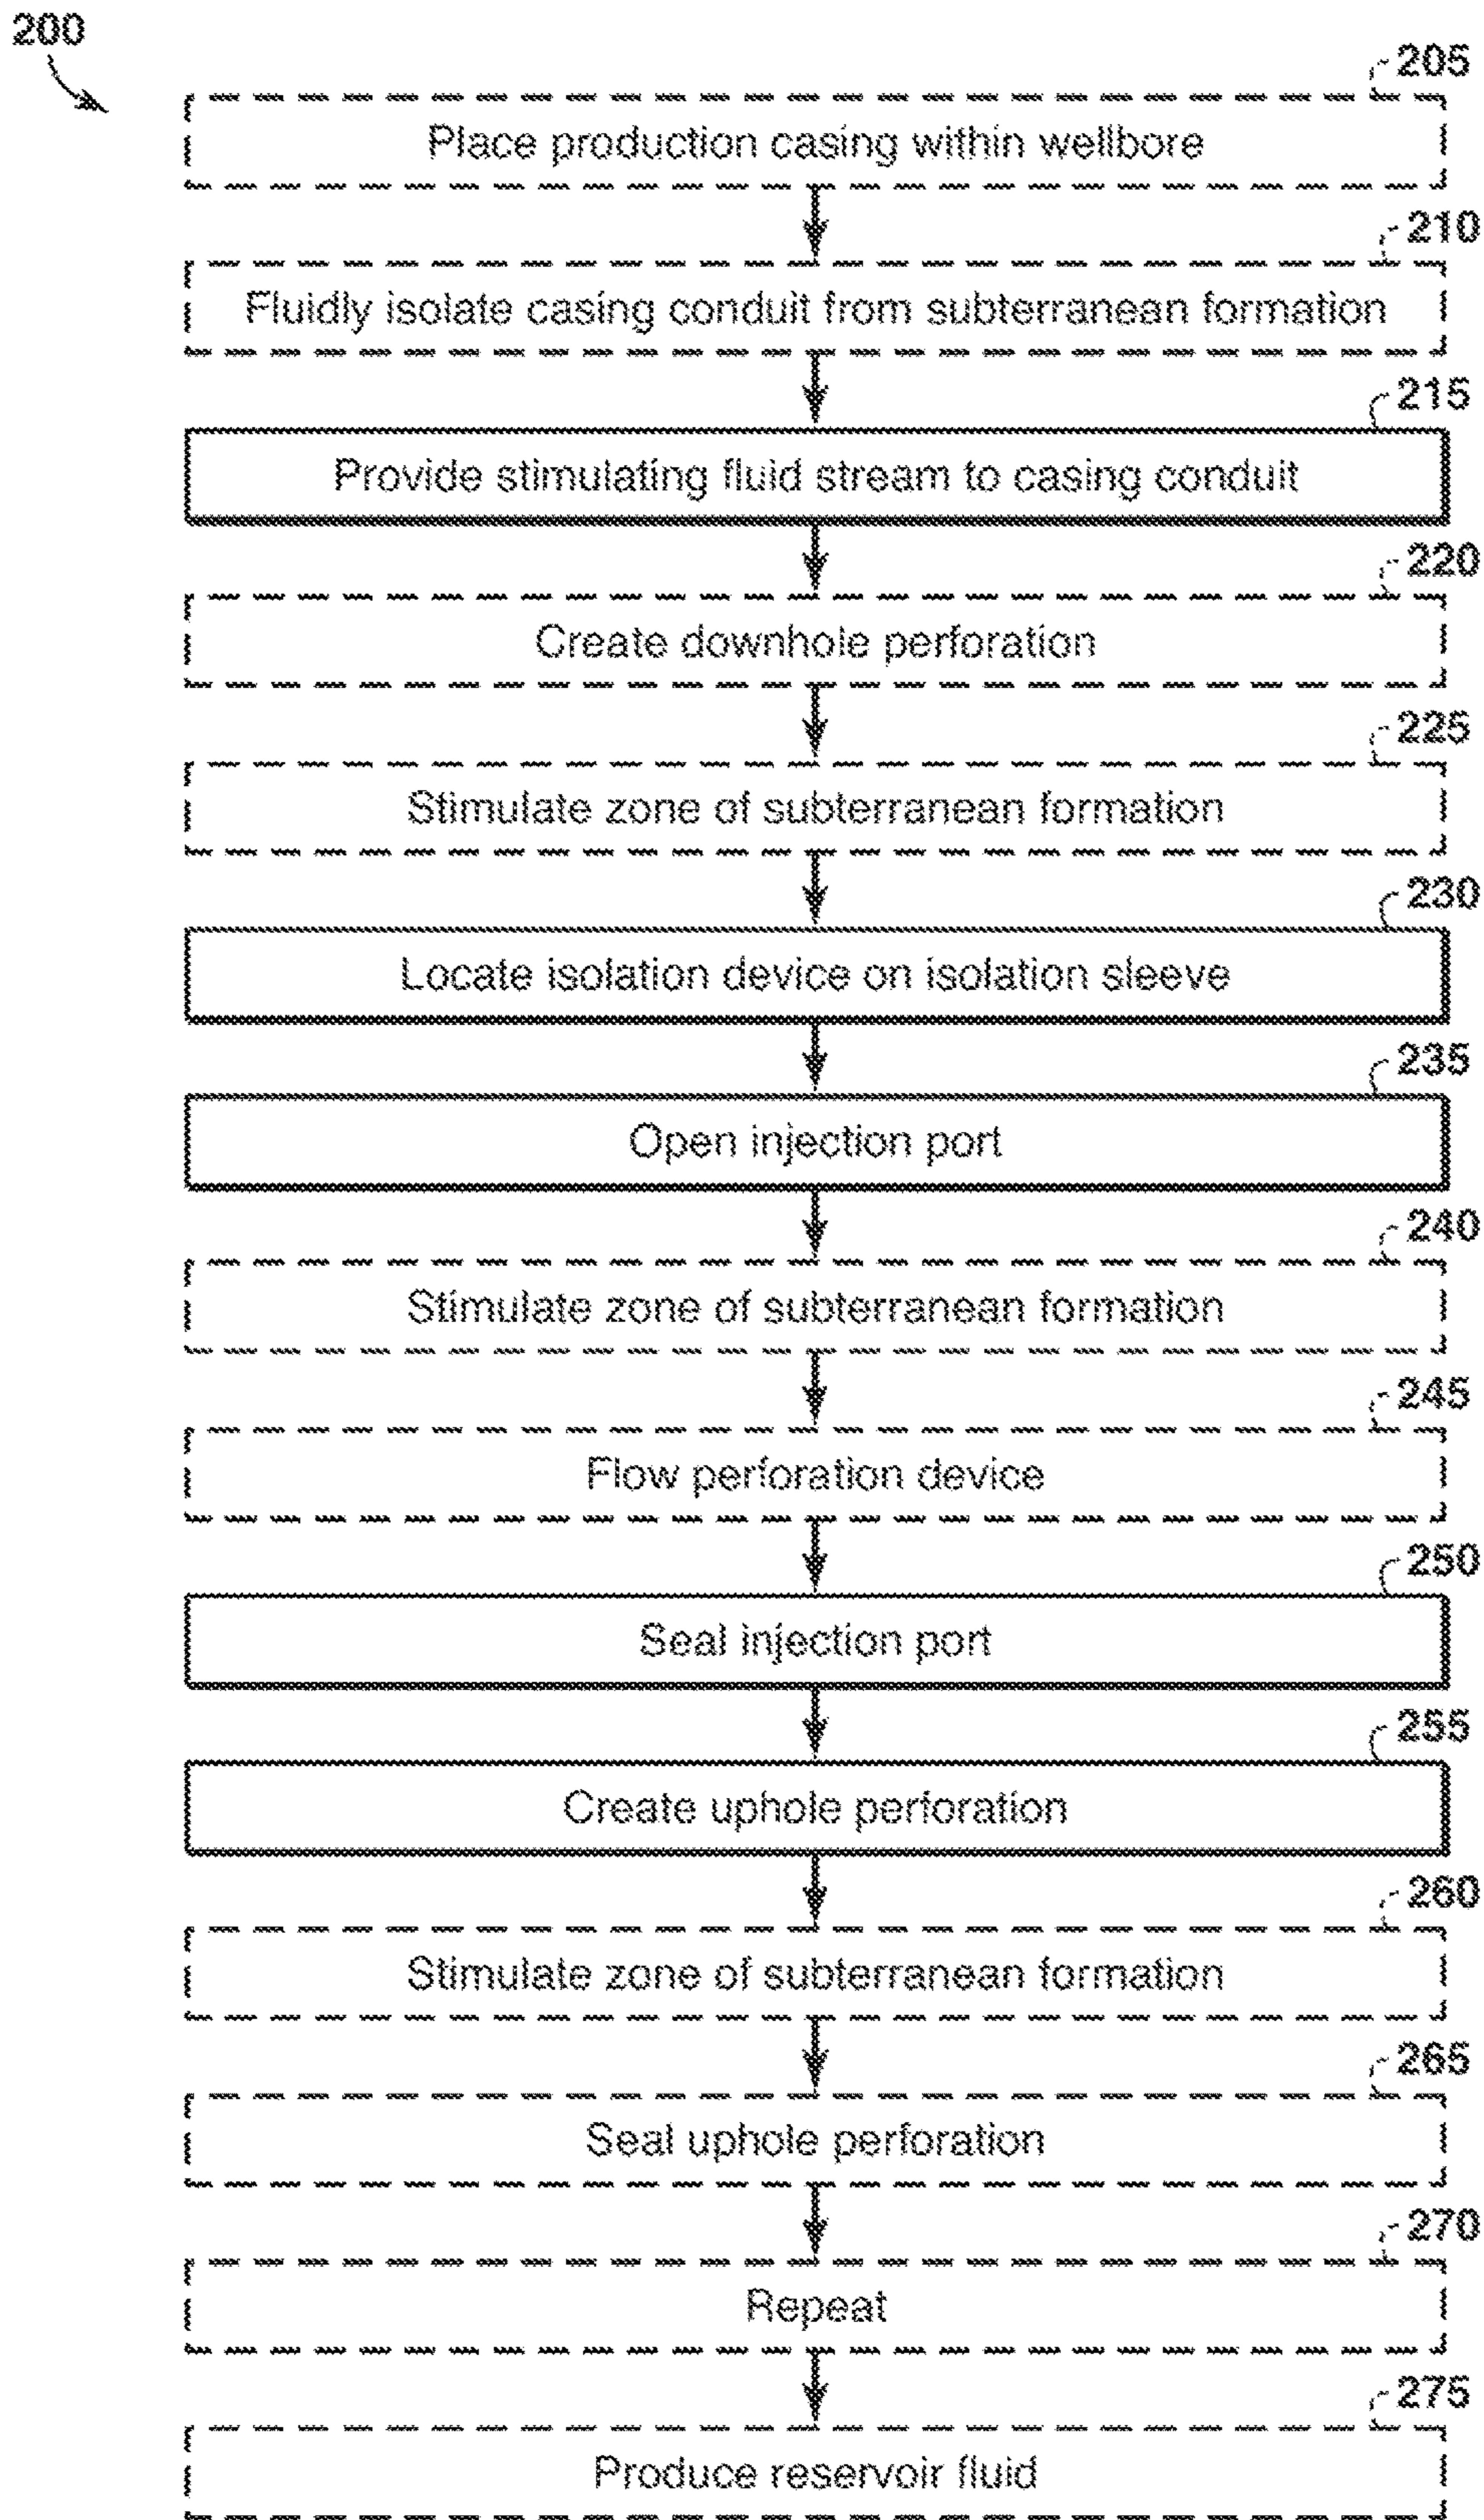 200
205
Place production casing within wellbore
210
Fluidly isolate casing conduit from subterranean formation
215
Provide stimulating fluid stream to casing conduit
220
Create downhole perforation
225
Stimulate zone of subterranean formation
230
Locate isolation device on isolation sleeve
235
Open injection port
240
Stimulate zone of subterranean formation
245
Flow perforation device
250
Seal injection port
255
Create uphole perforation
260
Stimulate zone of subterranean formation
265
Seal uphole perforation
270
Repeat
275
Produce reservoir fluid